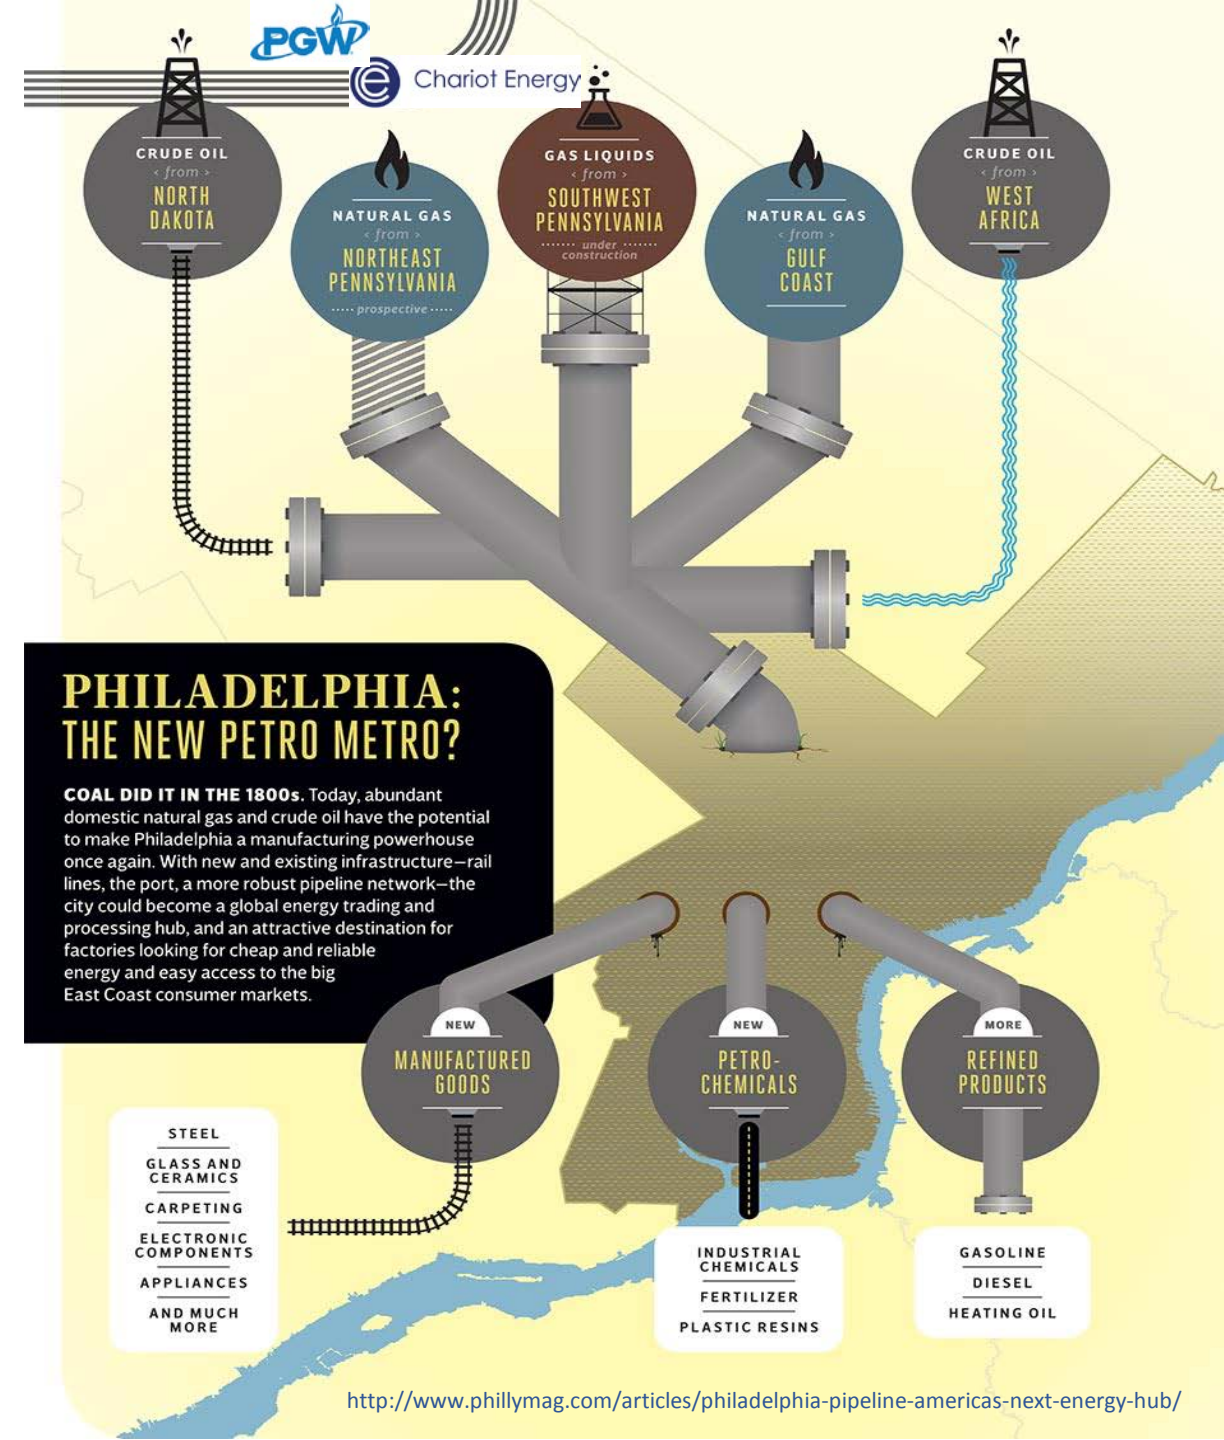 PGW
Chariot Energy
CRUDE OIL
‹ from ›
NORTH
DAKOTA
NATURAL GAS
‹ from ›
NORTHEAST
PENNSYLVANIA
····· prospective ·····
GAS LIQUIDS
‹ from ›
SOUTHWEST
PENNSYLVANIA
······· under ·······
construction
NATURAL GAS
‹ from ›
GULF
COAST
CRUDE OIL
‹ from ›
WEST
AFRICA
PHILADELPHIA:
THE NEW PETRO METRO?
COAL DID IT IN THE 1800s. Today, abundant
domestic natural gas and crude oil have the potential
to make Philadelphia a manufacturing powerhouse
once again. With new and existing infrastructure—rail
lines, the port, a more robust pipeline network—the
city could become a global energy trading and
processing hub, and an attractive destination for
factories looking for cheap and reliable
energy and easy access to the big
East Coast consumer markets.
NEW
MANUFACTURED
GOODS
NEW
PETRO-
CHEMICALS
MORE
REFINED
PRODUCTS
STEEL
GLASS AND
CERAMICS
CARPETING
ELECTRONIC
COMPONENTS
APPLIANCES
AND MUCH
MORE
INDUSTRIAL
CHEMICALS
FERTILIZER
PLASTIC RESINS
GASOLINE
DIESEL
HEATING OIL
http://www.phillymag.com/articles/philadelphia-pipeline-americas-next-energy-hub/